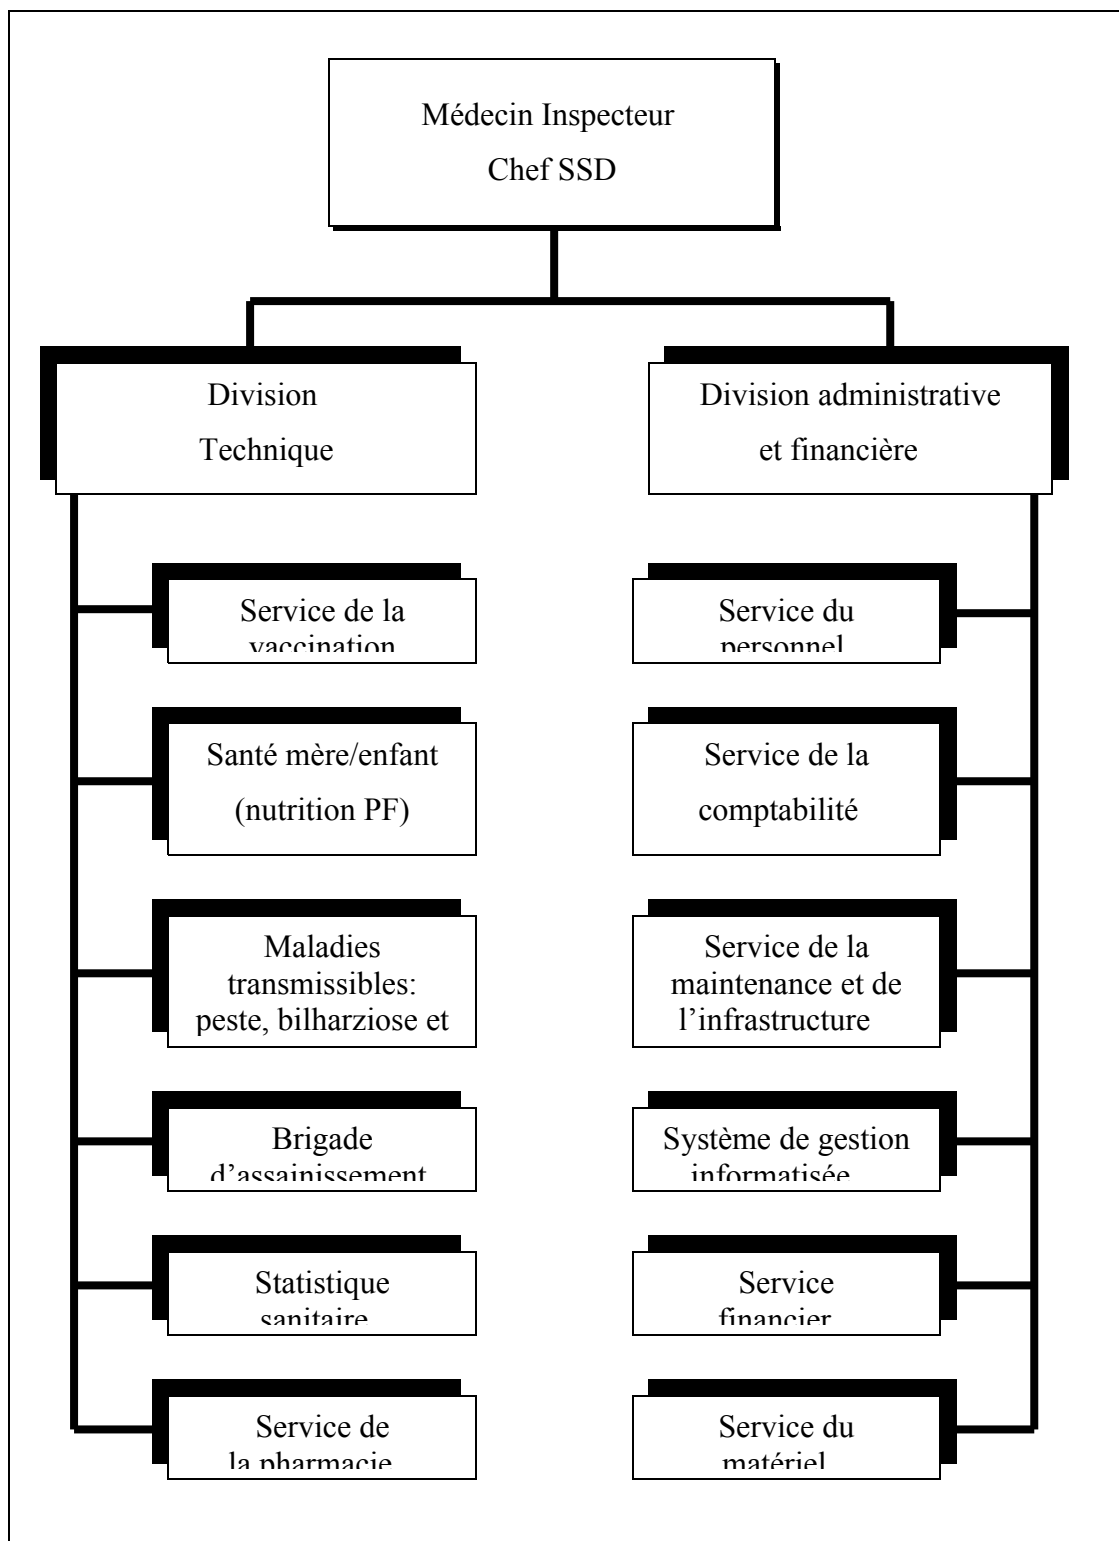 Médecin Inspecteur
Chef SSD
Division
Technique
Division administrative
et financière
Service de la
vaccination
Santé mère/enfant
(nutrition PF)
Maladies
transmissibles:
peste, bilharziose et
Brigade
d’assainissement
Statistique
sanitaire
Service de
la pharmacie
Service du
personnel
Service de la
comptabilité
Service de la
maintenance et de
l’infrastructure
Système de gestion
informatisée
Service
financier
Service du
matériel